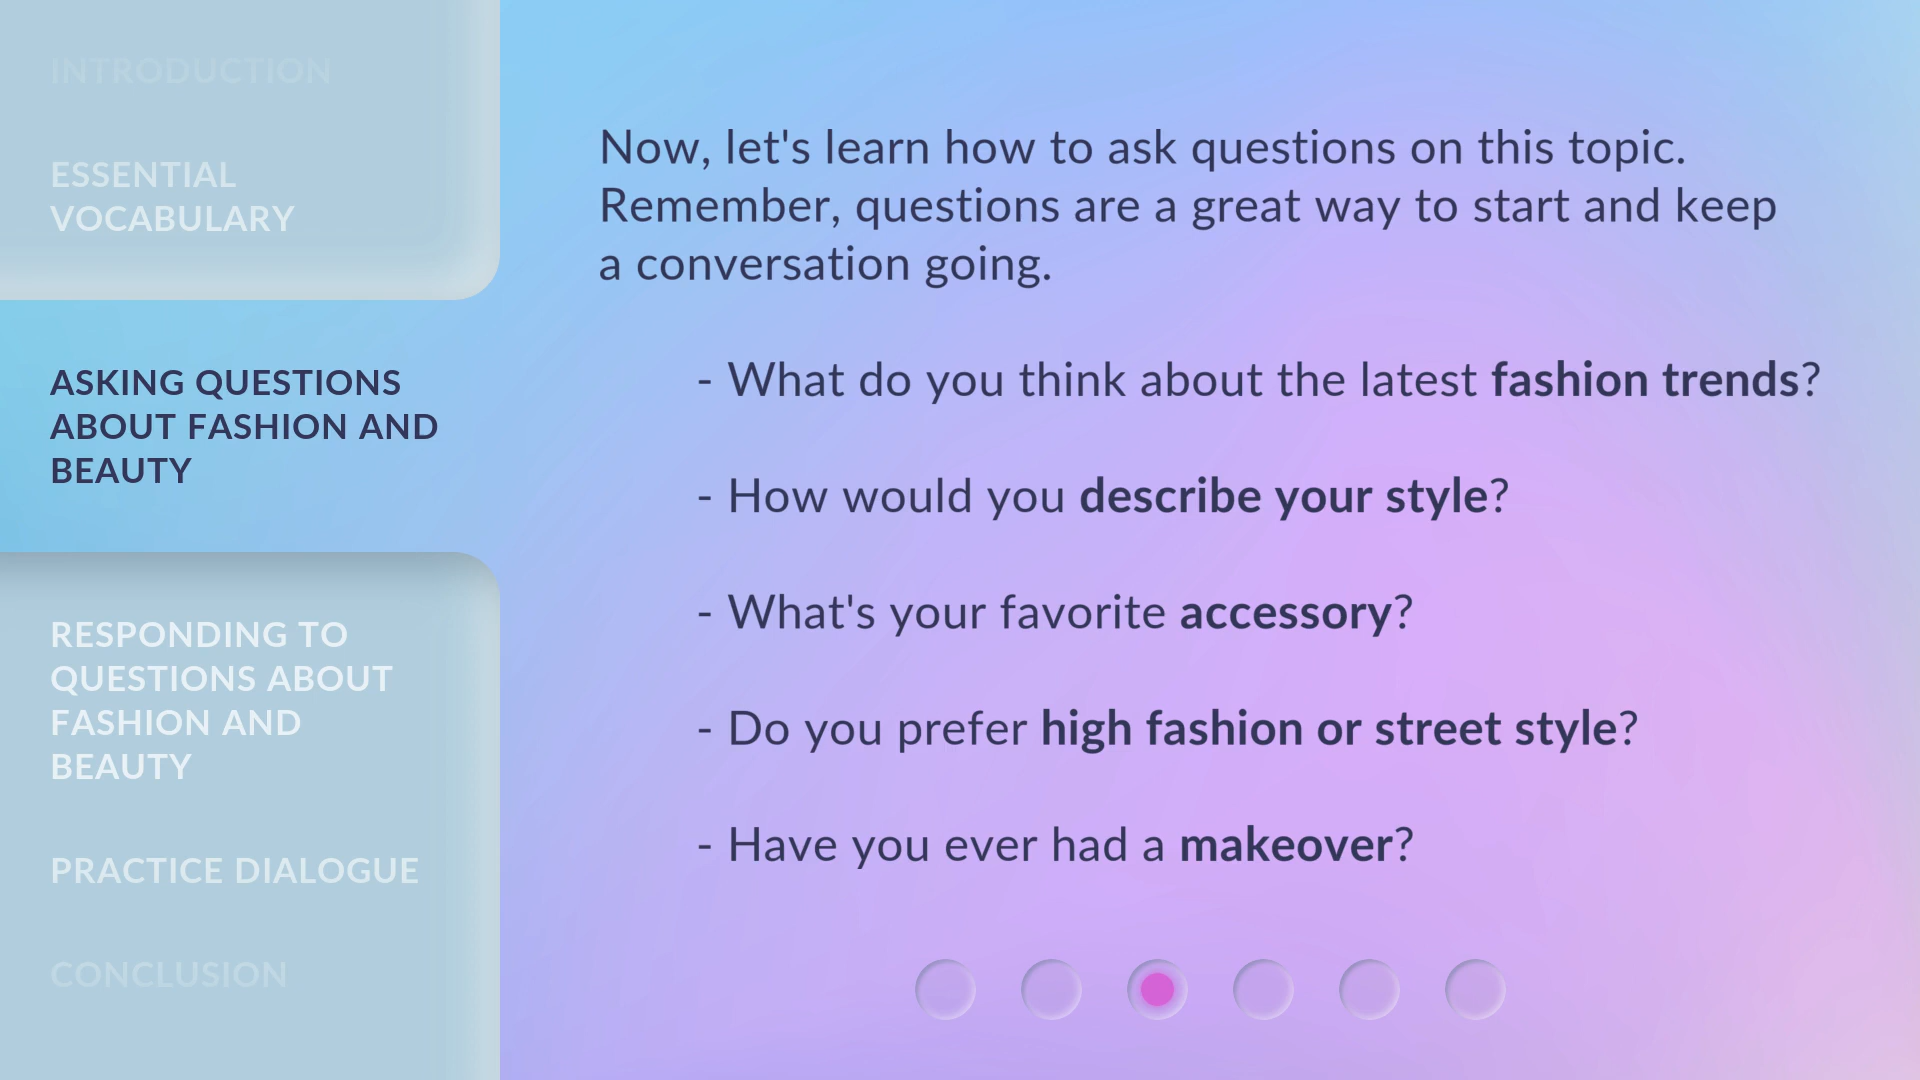 INTRODUCTION
ESSENTIAL
VOCABULARY
ASKING QUESTIONS
ABOUT FASHION AND
BEAUTY
RESPONDING TO
QUESTIONS ABOUT
FASHION AND
BEAUTY
PRACTICE DIALOGUE
CONCLUSION
Now, let's learn how to ask questions on this topic.
Remember, questions are a great way to start and keep
a conversation going.
- What do you think about the latest fashion trends?
- How would you describe your style?
- What's your favorite accessory?
- Do you prefer high fashion or street style?
- Have you ever had a makeover?